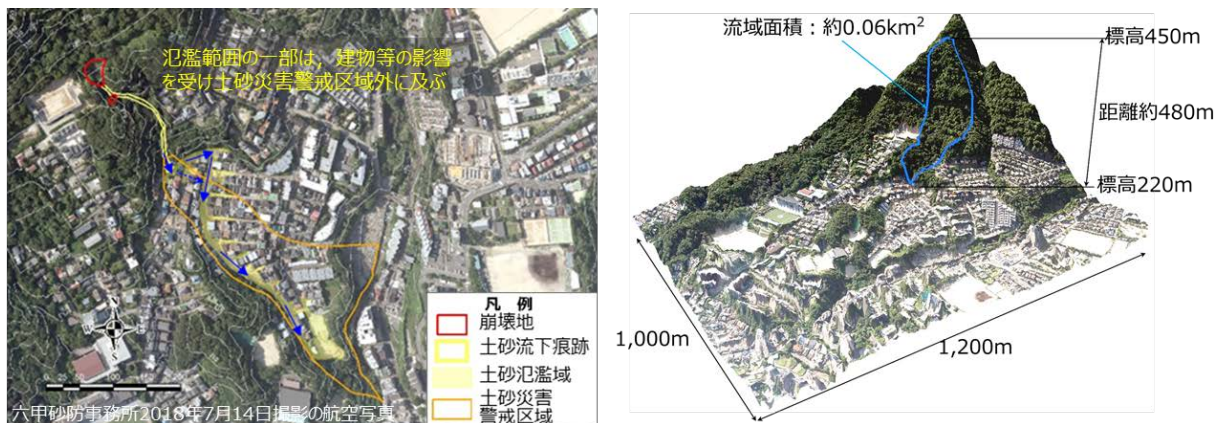 氾濫範囲の一部は，建物等の影響
を受け土砂災害警戒区域外に及ぶ
N
S
凡 例
崩壊地
土砂流下痕跡
土砂氾濫域
土砂災害
警戒区域
六甲砂防事務所2018年7月14日撮影の航空写真
流域面積：約0.06km²
標高450m
距離約480m
標高220m
1,000m
1,200m